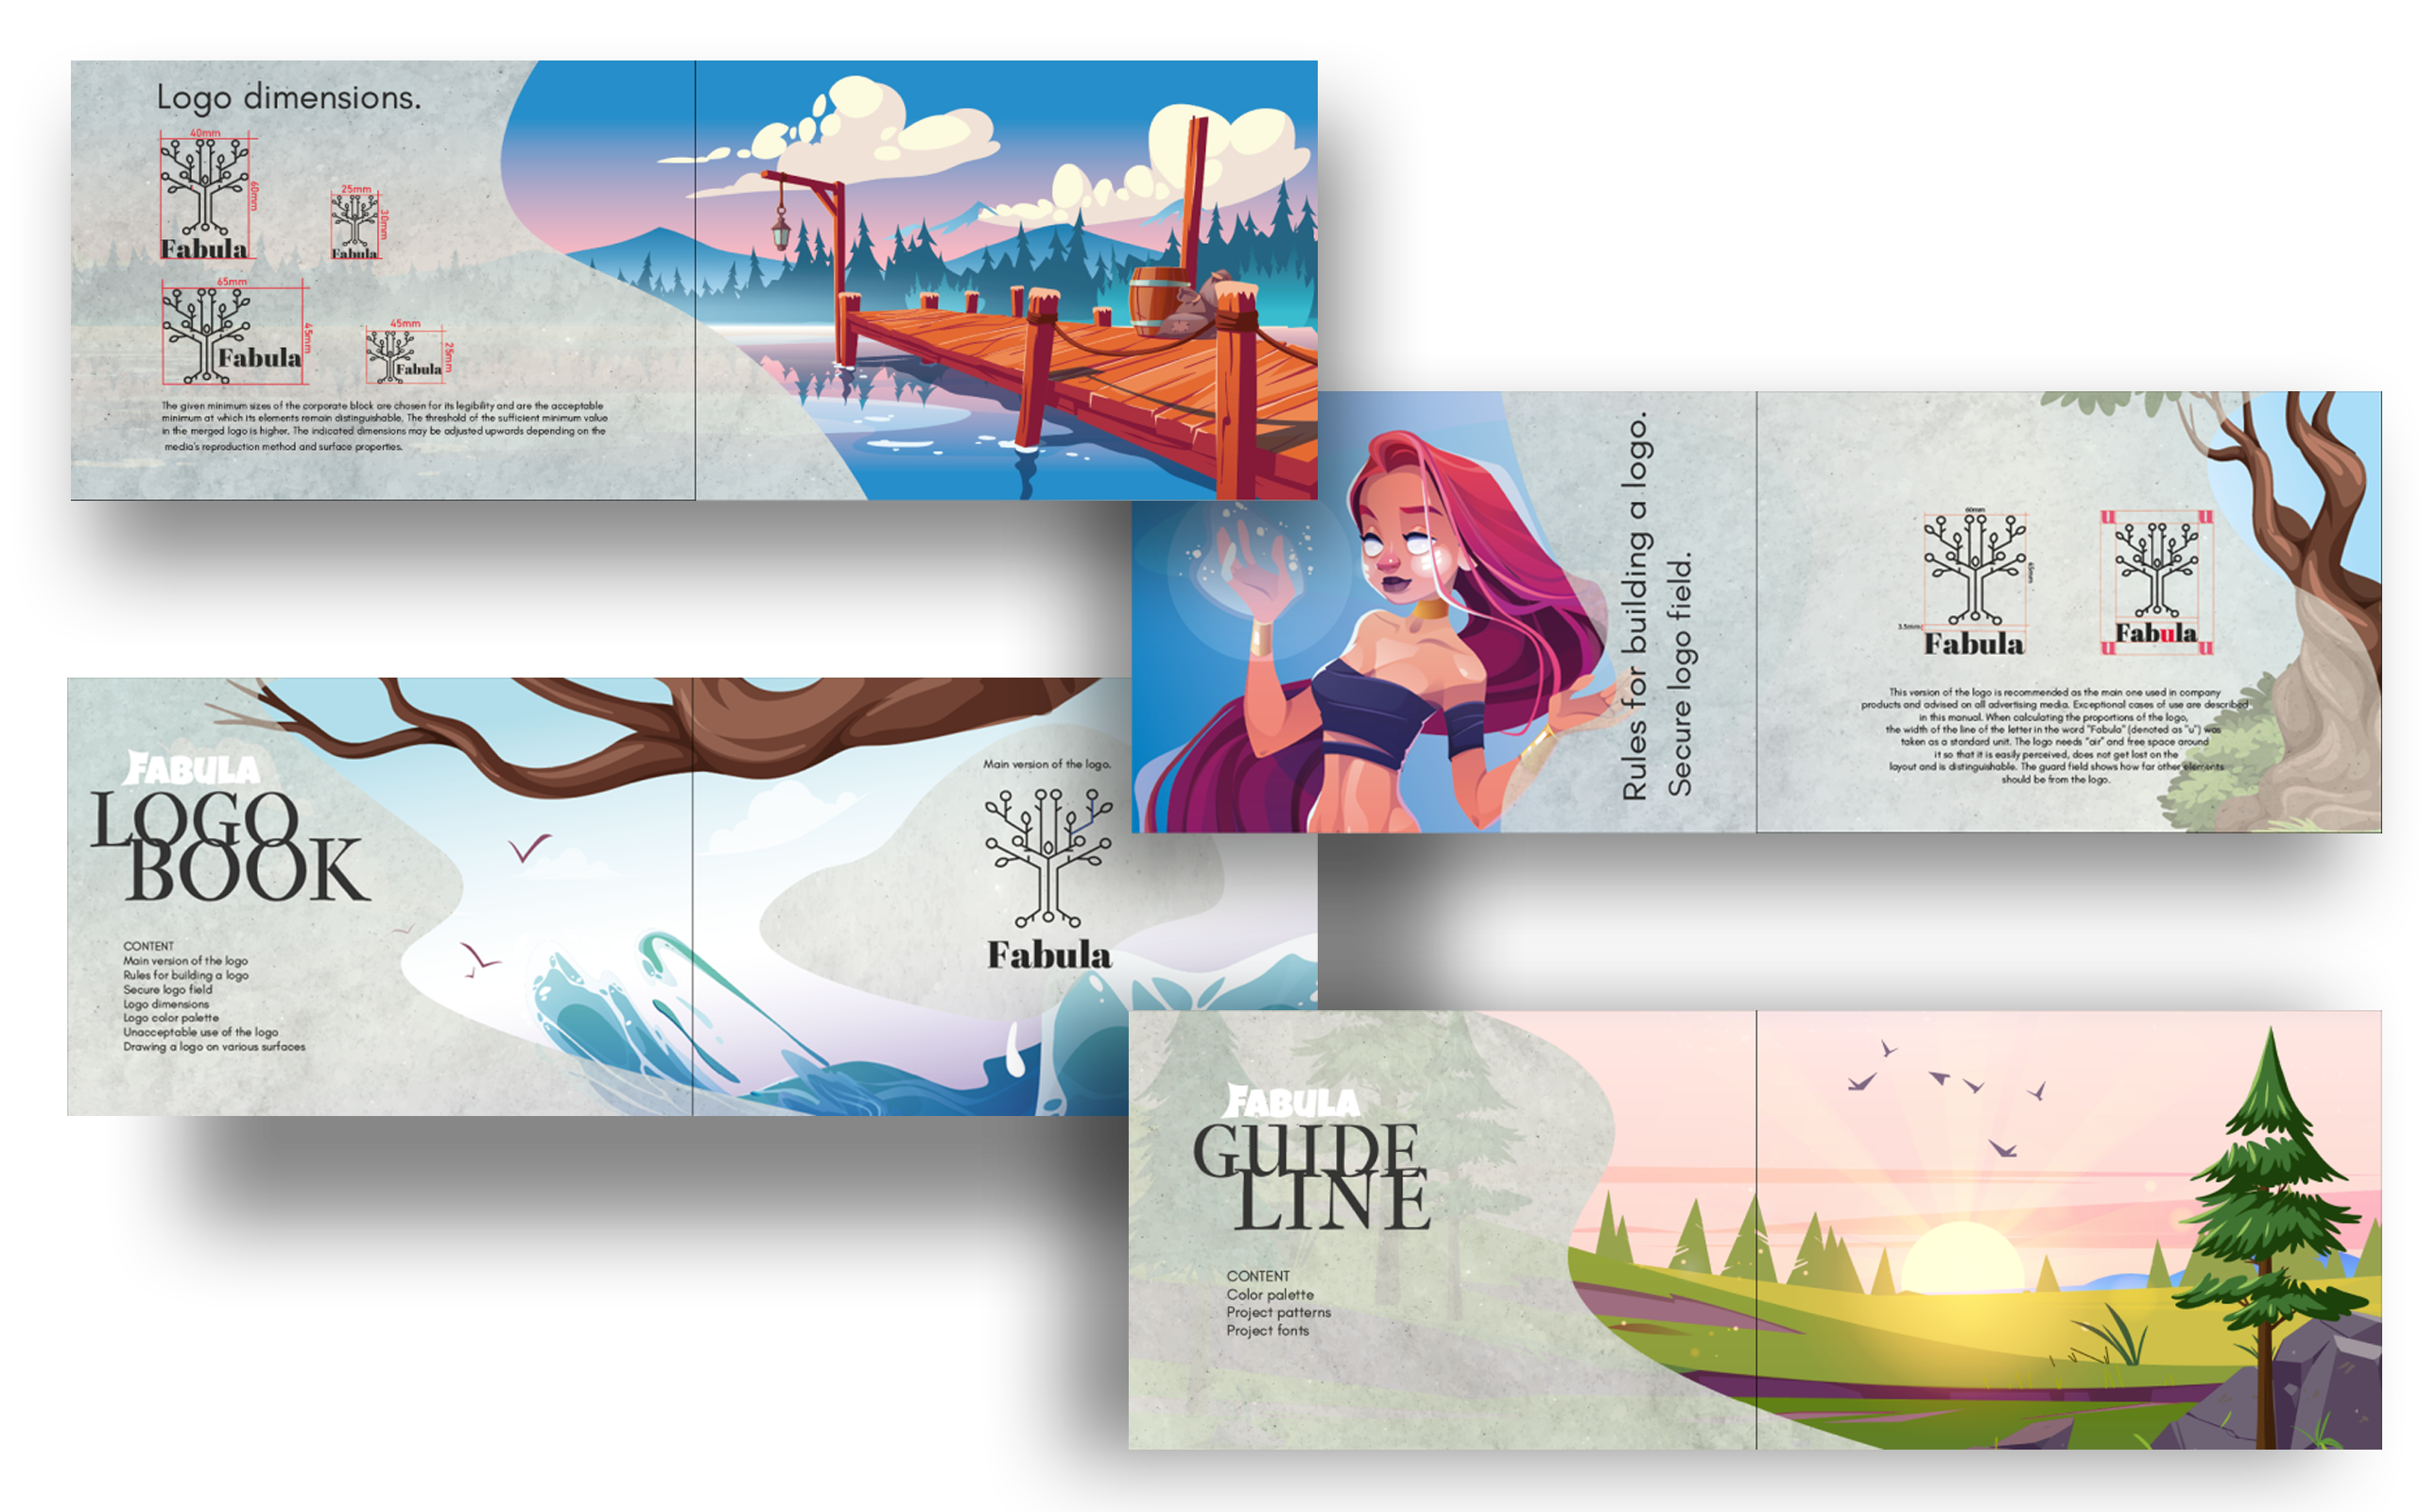 Logo dimensions.
40mm
60mm
Fabula
25mm
30mm
Fabula
65mm
45mm
Fabula
45mm
25mm
Fabula
The given minimum sizes of the corporate block are chosen for its legibility and are the acceptable
minimum at which its elements remain distinguishable. The threshold of the sufficient minimum value
in the merged logo is higher. The indicated dimensions may be adjusted upwards depending on the
media's reproduction method and surface properties.
Rules for building a logo.
Secure logo field.
60mm
65mm
3.5mm
Fabula
u u
Fabula
u u
This version of the logo is recommended as the main one used in company
products and advised on all advertising media. Exceptional cases of use are described
in this manual. When calculating the proportions of the logo,
the width of the line of the letter in the word "Fabula" (denoted as "u") was
taken as a standard unit. The logo needs "air" and free space around
it so that it is easily perceived, does not get lost on the
layout and is distinguishable. The guard field shows how far other elements
should be from the logo.
FABULA
LOGO
BOOK
CONTENT
Main version of the logo
Rules for building a logo
Secure logo field
Logo dimensions
Logo color palette
Unacceptable use of the logo
Drawing a logo on various surfaces
Main version of the logo.
Fabula
FABULA
GUIDE
LINE
CONTENT
Color palette
Project patterns
Project fonts